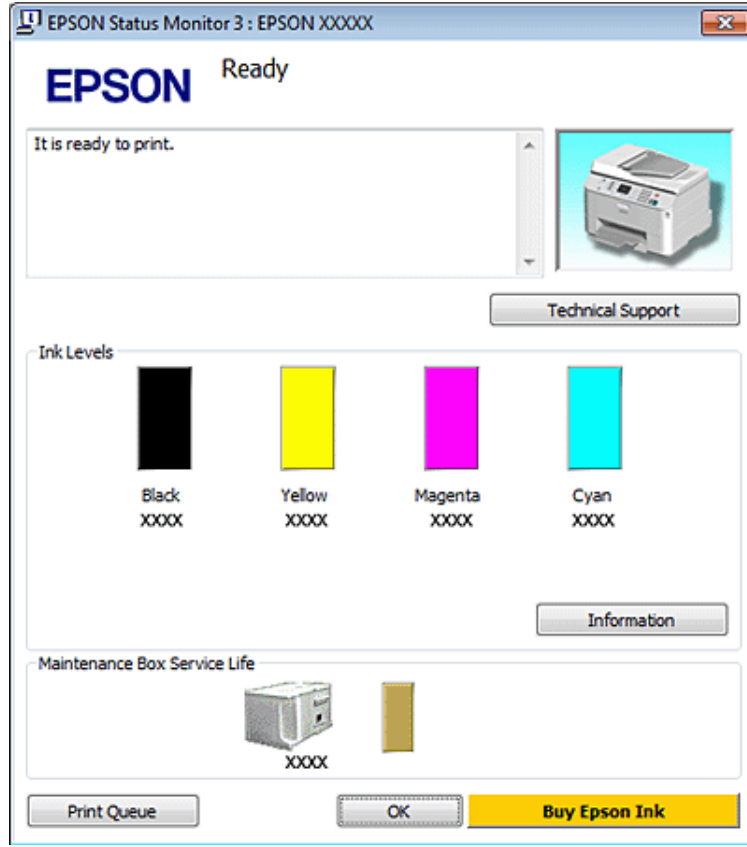 EPSON Status Monitor 3 : EPSON XXXXX
EPSON
Ready
It is ready to print.
Technical Support
Ink Levels
Black Yellow Magenta Cyan
XXXX XXXX XXXX XXXX
Information
Maintenance Box Service Life
XXXX
Print Queue OK Buy Epson Ink